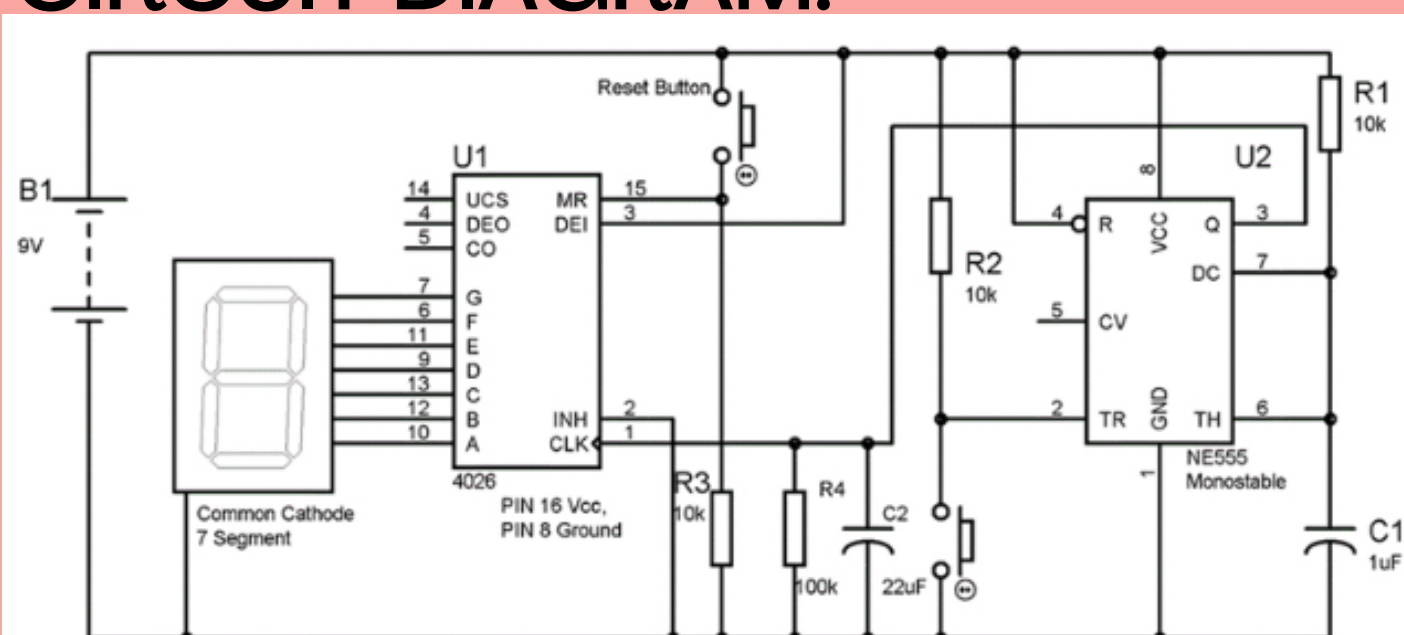 CIRCUIT DIAGRAM:
Reset Button
R1
10k
U1
U2
B1
9V
14
UCS
MR
15
4
DEO
DEI
3
5
CO
7
G
6
F
11
E
9
D
13
C
12
B
INH
2
10
A
CLK
1
4026
PIN 16 Vcc,
PIN 8 Ground
Common Cathode
7 Segment
R3
10k
R4
100k
C2
22uF
R2
10k
8
4
R
VCC
Q
3
DC
7
5
CV
2
TR
GND
TH
6
1
NE555
Monostable
C1
1uF